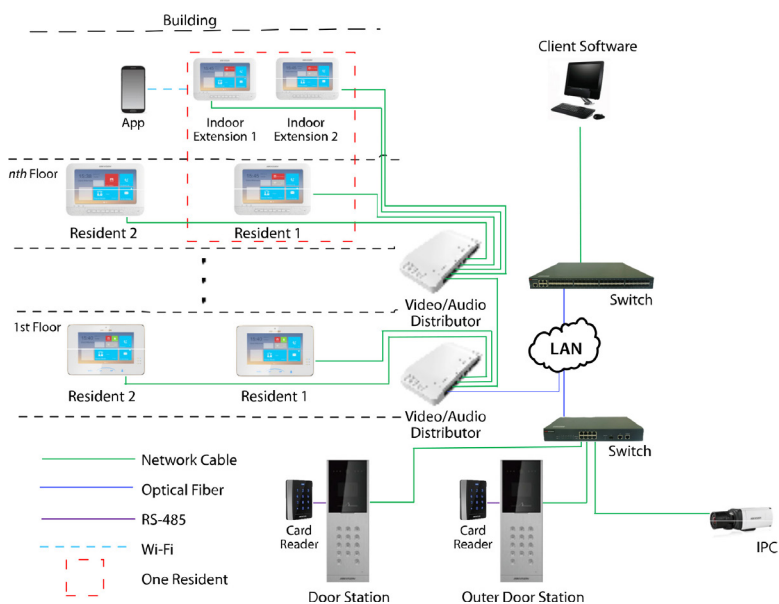 Building
Client Software
App
Indoor
Extension 1
Indoor
Extension 2
nth Floor
Resident 2
Resident 1
Video/Audio
Distributor
Switch
1st Floor
LAN
Resident 2
Resident 1
Video/Audio
Distributor
Switch
Network Cable
Optical Fiber
RS-485
Wi-Fi
One Resident
Card
Reader
Card
Reader
IPC
Door Station
Outer Door Station